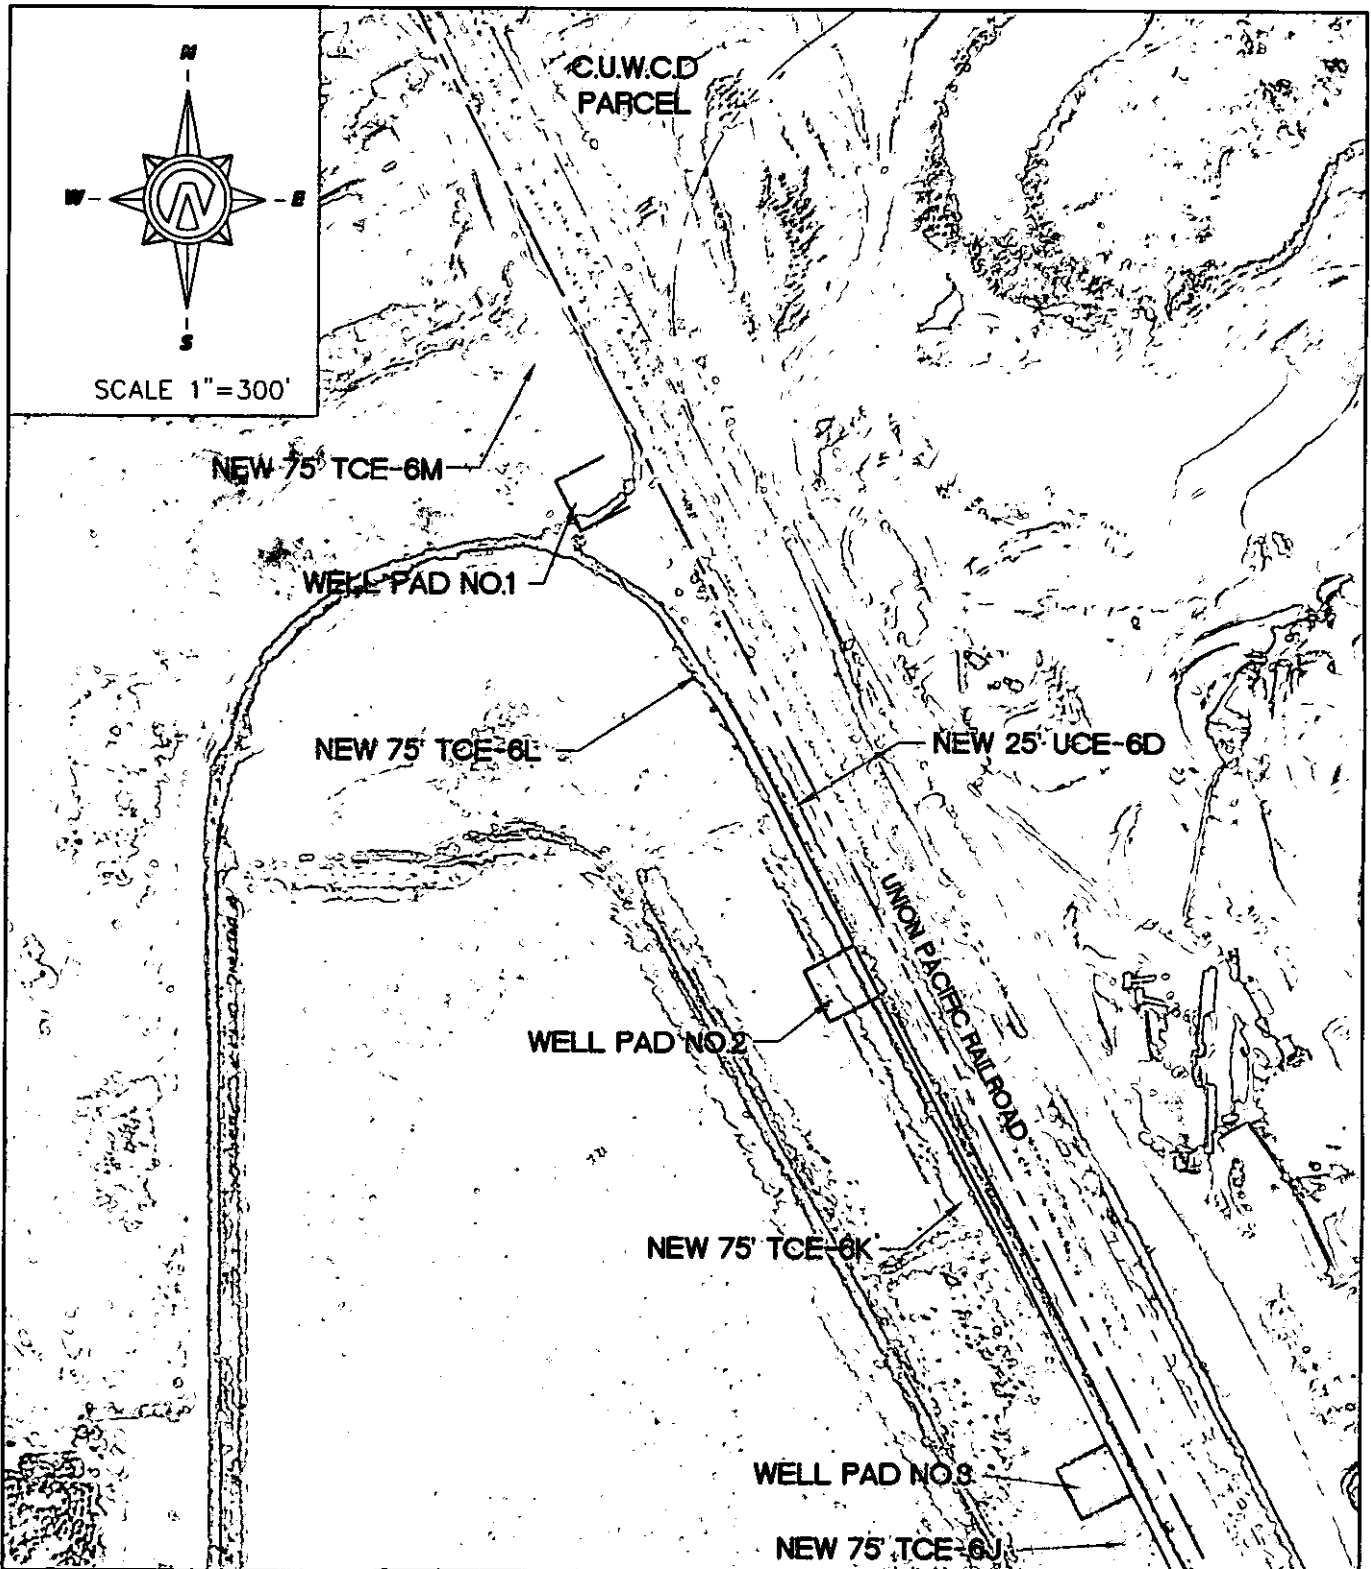 N
W
E
S
SCALE 1"=300'
C.U.W.C.D
PARCEL
NEW 75' TCE-6M
WELL PAD NO.1
NEW 75' TCE-6L
NEW 25' UCE-6D
UNION PACIFIC RAILROAD
WELL PAD NO.2
NEW 75' TCE-6K
WELL PAD NO.3
NEW 75' TCE-6J